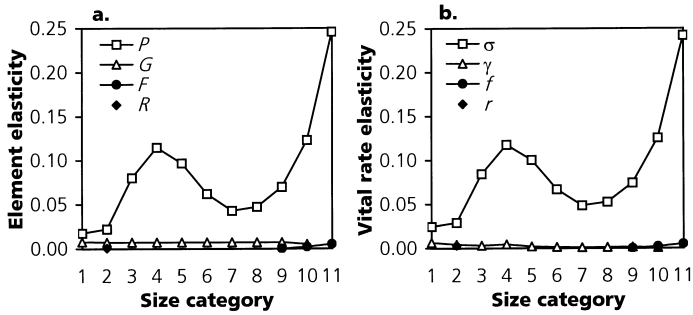 a.
P
G
F
R
0.25
0.20
0.15
0.10
0.05
0.00
Element elasticity
1 2 3 4 5 6 7 8 9 10 11
Size category
b.
σ
γ
f
r
0.25
0.20
0.15
0.10
0.05
0.00
Vital rate elasticity
1 2 3 4 5 6 7 8 9 10 11
Size category